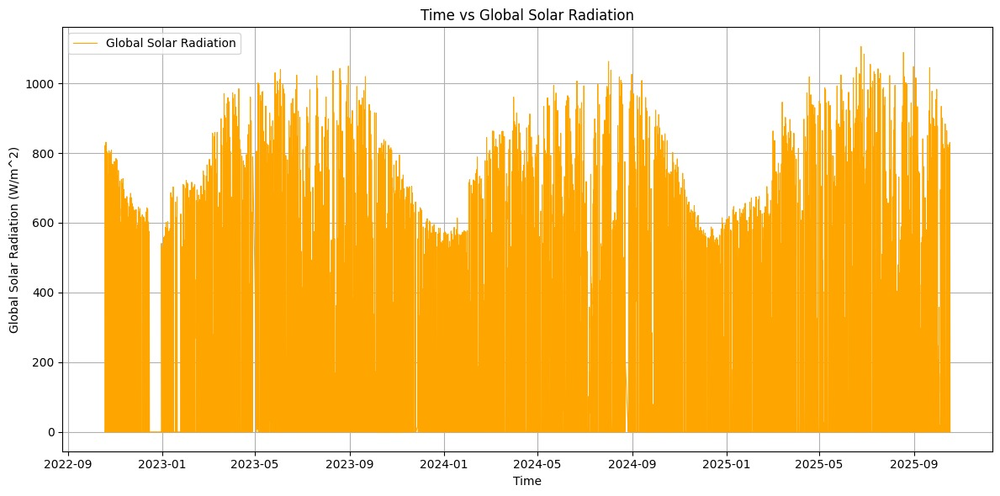 Time vs Global Solar Radiation
Global Solar Radiation
Global Solar Radiation (W/m^2)
1000
800
600
400
200
0
2022-09 2023-01 2023-05 2023-09 2024-01 2024-05 2024-09 2025-01 2025-05 2025-09
Time